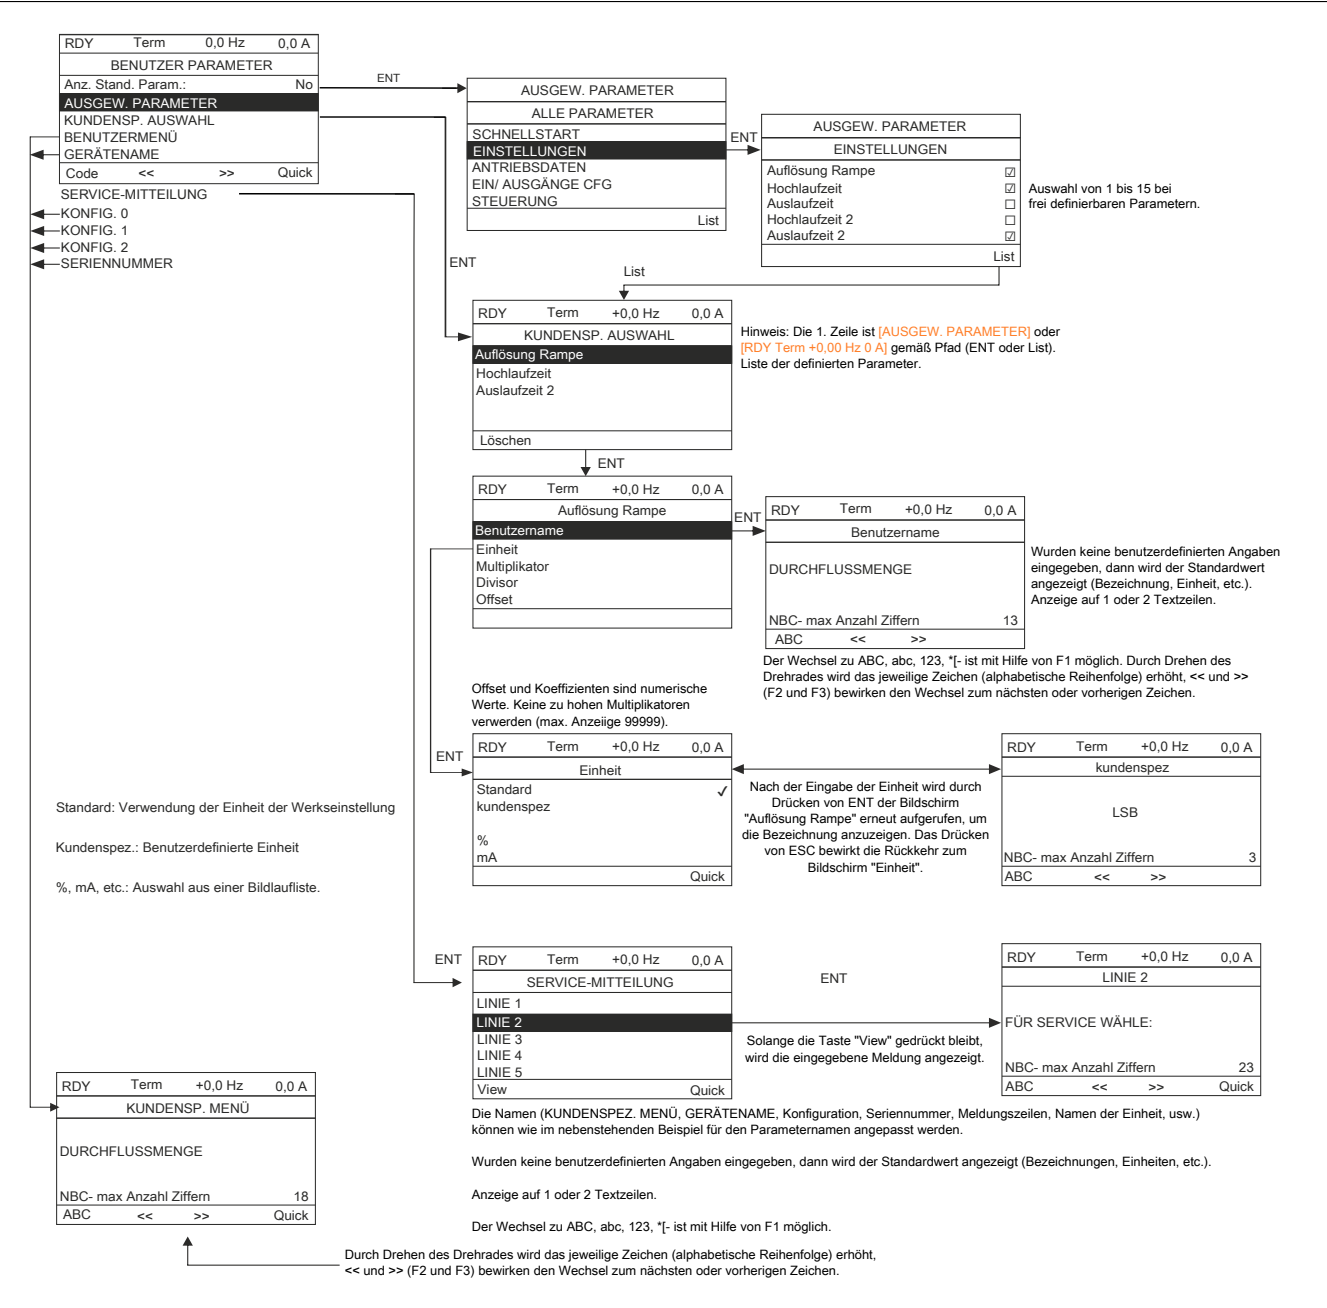 RDY Term 0,0 Hz 0,0 A
BENUTZER PARAMETER
Anz. Stand. Param.: No
AUSGEW. PARAMETER
KUNDENSP. AUSWAHL
BENUTZERMENÜ
GERÄTENAME
Code << >> Quick
SERVICE-MITTEILUNG
KONFIG. 0
KONFIG. 1
KONFIG. 2
SERIENNUMMER
ENT
AUSGEW. PARAMETER
ALLE PARAMETER
SCHNELLSTART
EINSTELLUNGEN
ANTRIEBSDATEN
EIN/ AUSGÄNGE CFG
STEUERUNG
List
ENT
AUSGEW. PARAMETER
EINSTELLUNGEN
Auflösung Rampe ☑
Hochlaufzeit ☑
Auslaufzeit ☐
Hochlaufzeit 2 ☐
Auslaufzeit 2 ☑
List
Auswahl von 1 bis 15 bei
frei definierbaren Parametern.
ENT
List
RDY Term +0,0 Hz 0,0 A
KUNDENSP. AUSWAHL
Auflösung Rampe
Hochlaufzeit
Auslaufzeit 2
Löschen
Hinweis: Die 1. Zeile ist [AUSGEW. PARAMETER] oder
[RDY Term +0,00 Hz 0 A] gemäß Pfad (ENT oder List).
Liste der definierten Parameter.
ENT
RDY Term +0,0 Hz 0,0 A
Auflösung Rampe
Benutzername
Einheit
Multiplikator
Divisor
Offset
ENT
RDY Term +0,0 Hz 0,0 A
Benutzername
DURCHFLUSSMENGE
NBC- max Anzahl Ziffern 13
ABC << >>
Wurden keine benutzerdefinierten Angaben
eingegeben, dann wird der Standardwert
angezeigt (Bezeichnung, Einheit, etc.).
Anzeige auf 1 oder 2 Textzeilen.
Der Wechsel zu ABC, abc, 123, *[- ist mit Hilfe von F1 möglich. Durch Drehen des
Drehrades wird das jeweilige Zeichen (alphabetische Reihenfolge) erhöht, << und >>
(F2 und F3) bewirken den Wechsel zum nächsten oder vorherigen Zeichen.
Offset und Koeffizienten sind numerische
Werte. Keine zu hohen Multiplikatoren
verwerden (max. Anzeiige 99999).
ENT
RDY Term +0,0 Hz 0,0 A
Einheit
Standard ✓
kundenspez
%
mA
Quick
Nach der Eingabe der Einheit wird durch
Drücken von ENT der Bildschirm
"Auflösung Rampe" erneut aufgerufen, um
die Bezeichnung anzuzeigen. Das Drücken
von ESC bewirkt die Rückkehr zum
Bildschirm "Einheit".
RDY Term +0,0 Hz 0,0 A
kundenspez
LSB
NBC- max Anzahl Ziffern 3
ABC << >>
Standard: Verwendung der Einheit der Werkseinstellung
Kundenspez.: Benutzerdefinierte Einheit
%, mA, etc.: Auswahl aus einer Bildlaufliste.
ENT
RDY Term +0,0 Hz 0,0 A
SERVICE-MITTEILUNG
LINIE 1
LINIE 2
LINIE 3
LINIE 4
LINIE 5
View Quick
ENT
Solange die Taste "View" gedrückt bleibt,
wird die eingegebene Meldung angezeigt.
RDY Term +0,0 Hz 0,0 A
LINIE 2
FÜR SERVICE WÄHLE:
NBC- max Anzahl Ziffern 23
ABC << >> Quick
RDY Term +0,0 Hz 0,0 A
KUNDENSP. MENÜ
DURCHFLUSSMENGE
NBC- max Anzahl Ziffern 18
ABC << >> Quick
Die Namen (KUNDENSPEZ. MENÜ, GERÄTENAME, Konfiguration, Seriennummer, Meldungszeilen, Namen der Einheit, usw.)
können wie im nebenstehenden Beispiel für den Parameternamen angepasst werden.
Wurden keine benutzerdefinierten Angaben eingegeben, dann wird der Standardwert angezeigt (Bezeichnungen, Einheiten, etc.).
Anzeige auf 1 oder 2 Textzeilen.
Der Wechsel zu ABC, abc, 123, *[- ist mit Hilfe von F1 möglich.
Durch Drehen des Drehrades wird das jeweilige Zeichen (alphabetische Reihenfolge) erhöht,
<< und >> (F2 und F3) bewirken den Wechsel zum nächsten oder vorherigen Zeichen.